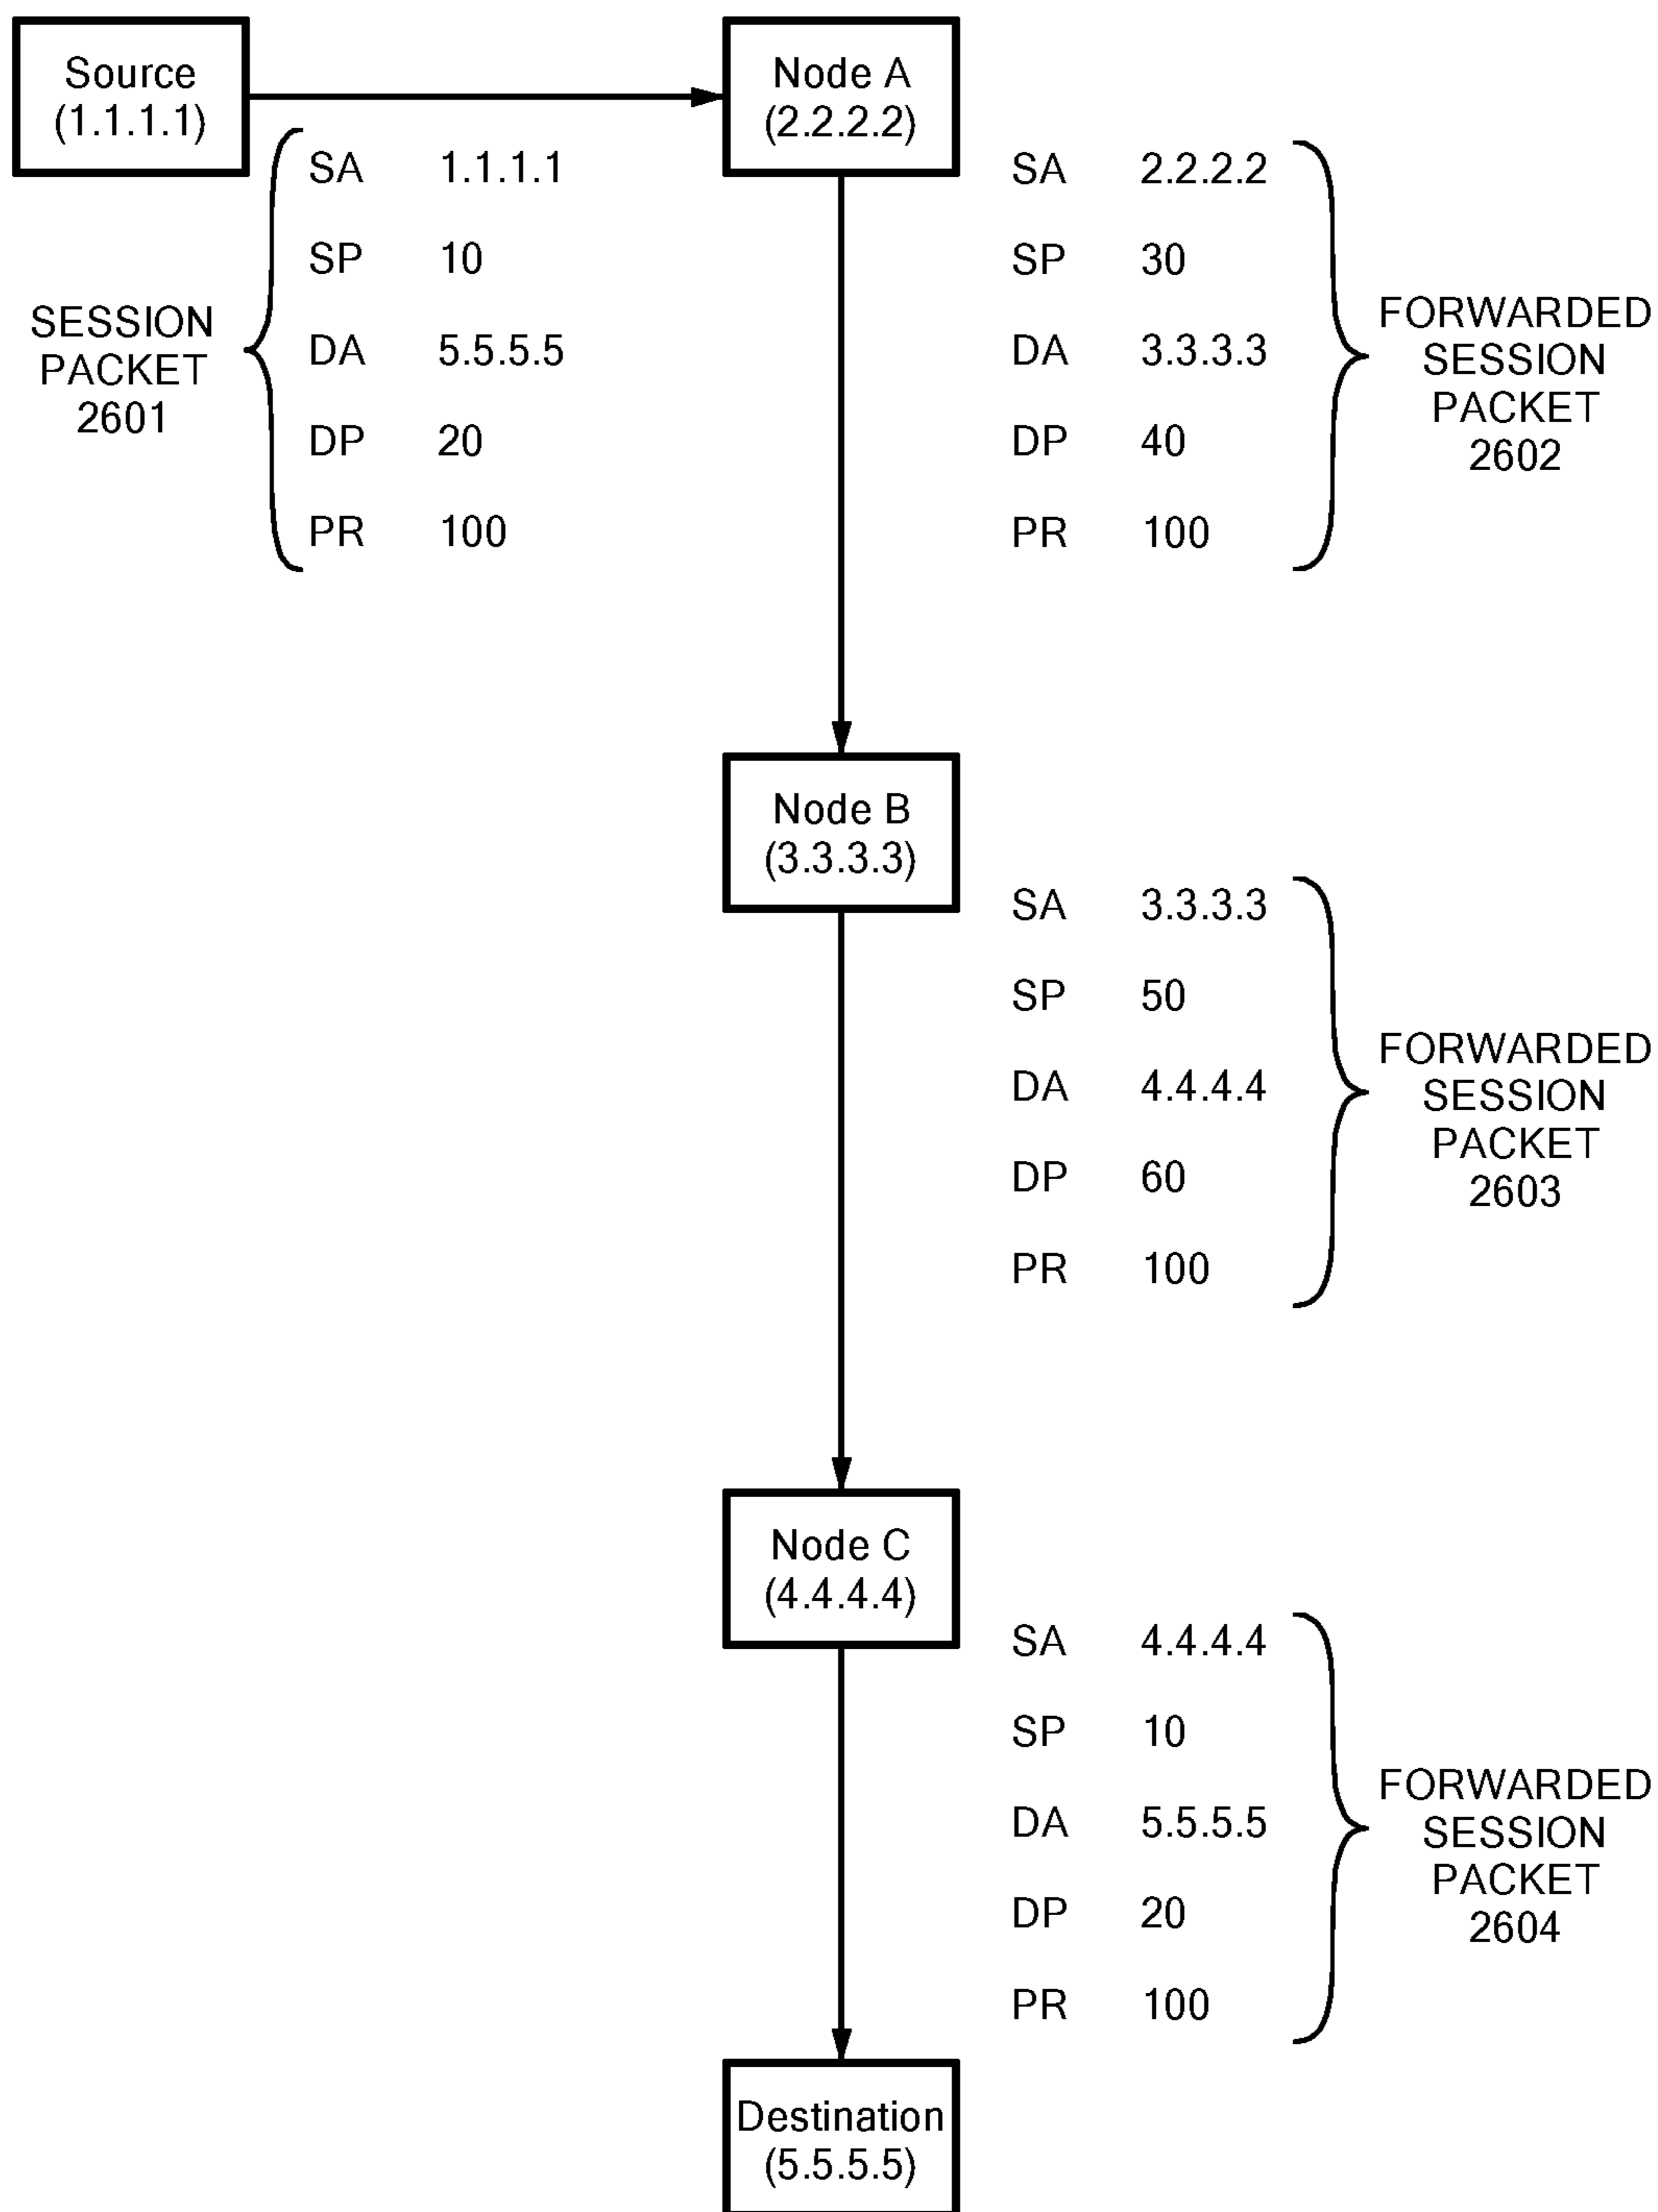 Source
(1.1.1.1)
Node A
(2.2.2.2)
SESSION
PACKET
2601
SA 1.1.1.1
SP 10
DA 5.5.5.5
DP 20
PR 100
SA 2.2.2.2
SP 30
DA 3.3.3.3
DP 40
PR 100
FORWARDED
SESSION
PACKET
2602
Node B
(3.3.3.3)
SA 3.3.3.3
SP 50
DA 4.4.4.4
DP 60
PR 100
FORWARDED
SESSION
PACKET
2603
Node C
(4.4.4.4)
SA 4.4.4.4
SP 10
DA 5.5.5.5
DP 20
PR 100
FORWARDED
SESSION
PACKET
2604
Destination
(5.5.5.5)